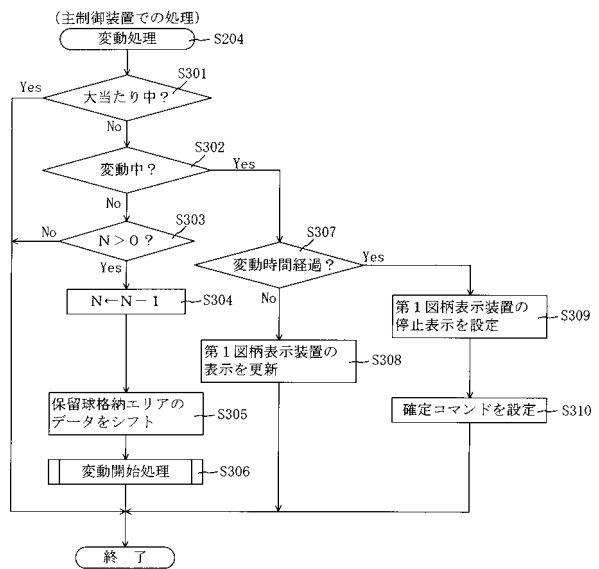 (主制御装置での処理)
変動処理
S204
S301
Yes
大当たり中？
No
S302
変動中？
Yes
No
S303
No
N＞0？
Yes
S307
変動時間経過？
Yes
No
N←N－1
S304
第１図柄表示装置の
停止表示を設定
S309
第１図柄表示装置の
表示を更新
S308
保留球格納エリアの
データをシフト
S305
確定コマンドを設定
S310
変動開始処理
S306
終 了